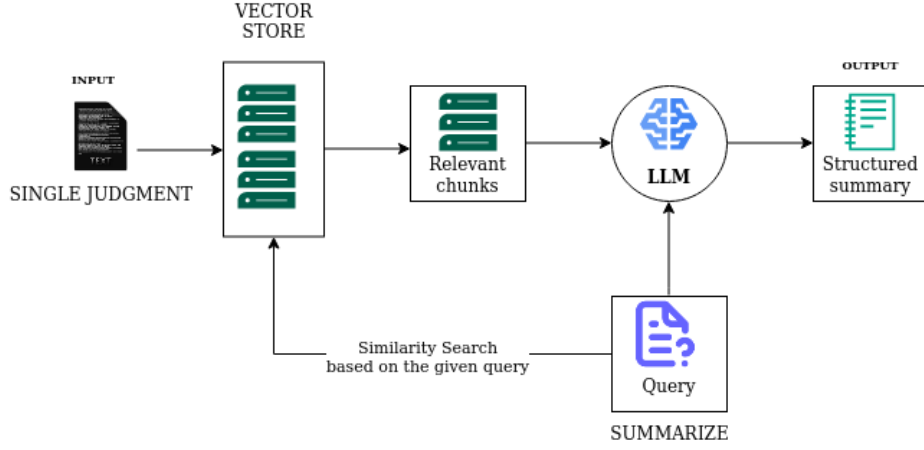 VECTOR
STORE
INPUT
TEXT
SINGLE JUDGMENT
Relevant
chunks
LLM
OUTPUT
Structured
summary
Similarity Search
based on the given query
Query
SUMMARIZE